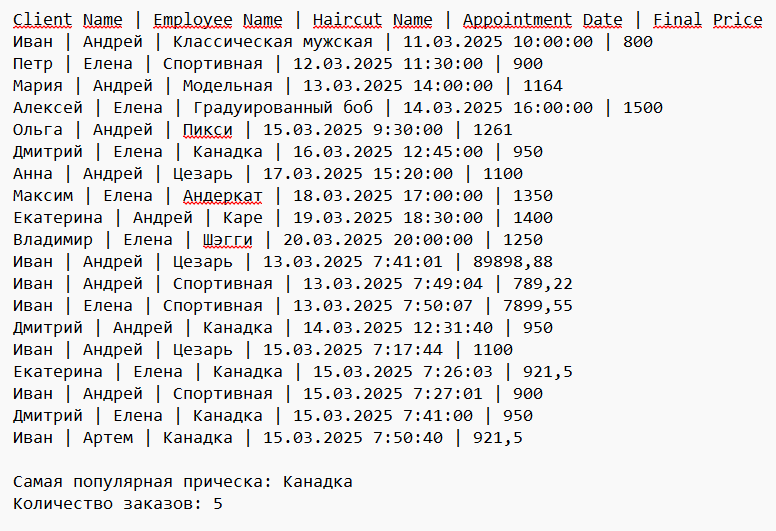 Client Name | Employee Name | Haircut Name | Appointment Date | Final Price
Иван | Андрей | Классическая мужская | 11.03.2025 10:00:00 | 800
Петр | Елена | Спортивная | 12.03.2025 11:30:00 | 900
Мария | Андрей | Модельная | 13.03.2025 14:00:00 | 1164
Алексей | Елена | Градуированный боб | 14.03.2025 16:00:00 | 1500
Ольга | Андрей | Пикси | 15.03.2025 9:30:00 | 1261
Дмитрий | Елена | Канадка | 16.03.2025 12:45:00 | 950
Анна | Андрей | Цезарь | 17.03.2025 15:20:00 | 1100
Максим | Елена | Андеркат | 18.03.2025 17:00:00 | 1350
Екатерина | Андрей | Каре | 19.03.2025 18:30:00 | 1400
Владимир | Елена | Шэгги | 20.03.2025 20:00:00 | 1250
Иван | Андрей | Цезарь | 13.03.2025 7:41:01 | 89898,88
Иван | Андрей | Спортивная | 13.03.2025 7:49:04 | 789,22
Иван | Елена | Спортивная | 13.03.2025 7:50:07 | 7899,55
Дмитрий | Андрей | Канадка | 14.03.2025 12:31:40 | 950
Иван | Андрей | Цезарь | 15.03.2025 7:17:44 | 1100
Екатерина | Елена | Канадка | 15.03.2025 7:26:03 | 921,5
Иван | Андрей | Спортивная | 15.03.2025 7:27:01 | 900
Дмитрий | Елена | Канадка | 15.03.2025 7:41:00 | 950
Иван | Артем | Канадка | 15.03.2025 7:50:40 | 921,5
Самая популярная прическа: Канадка
Количество заказов: 5